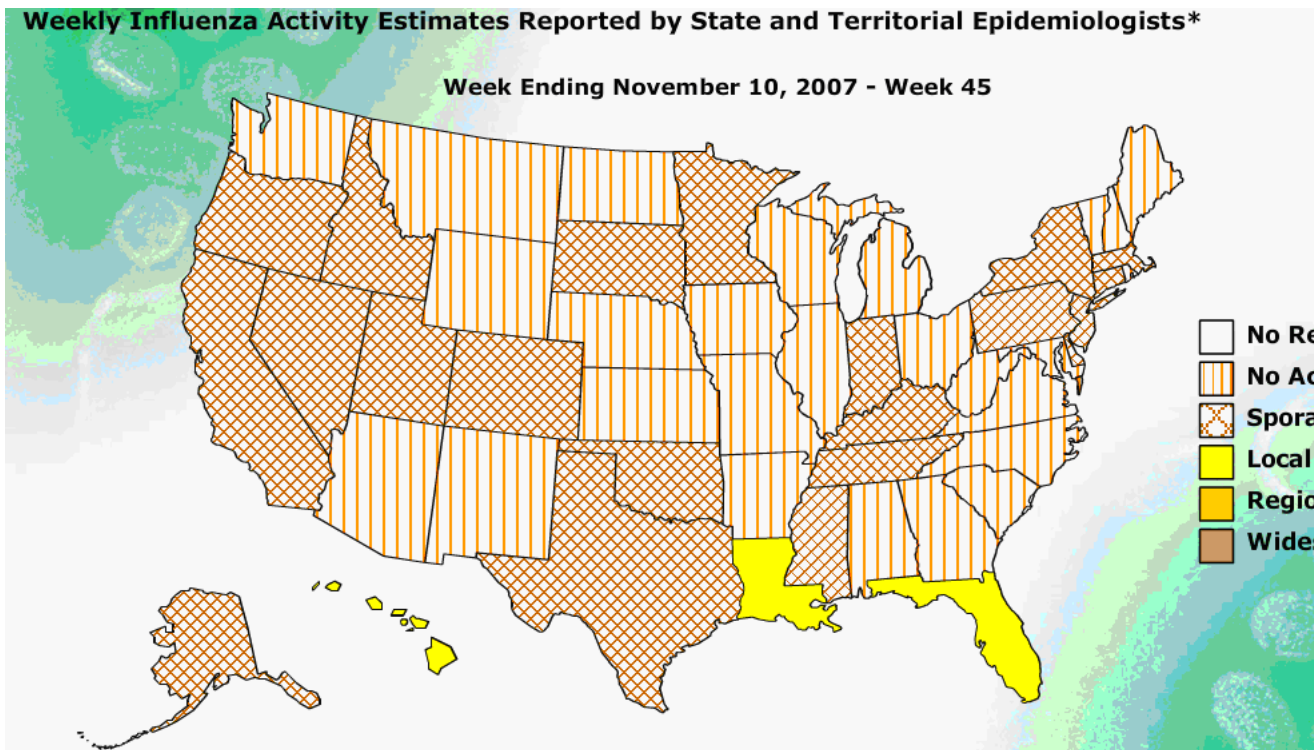 Weekly Influenza Activity Estimates Reported by State and Territorial Epidemiologists*
Week Ending November 10, 2007 - Week 45
No Re
No Ac
Spora
Local
Regio
Wides